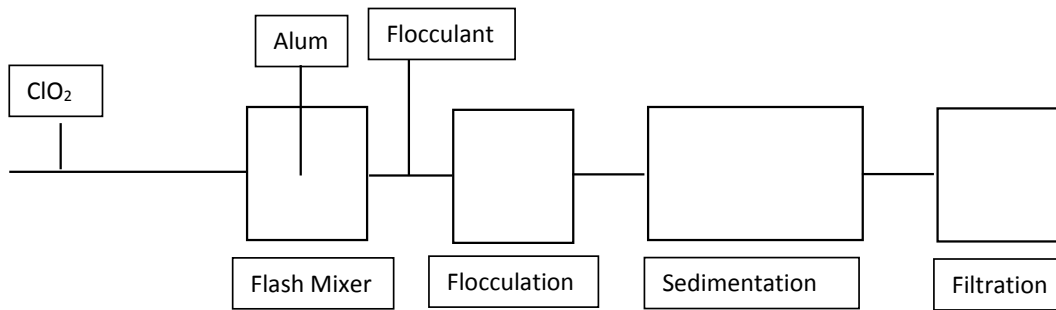 Flocculant
Alum
ClO₂
Flash Mixer
Flocculation
Sedimentation
Filtration